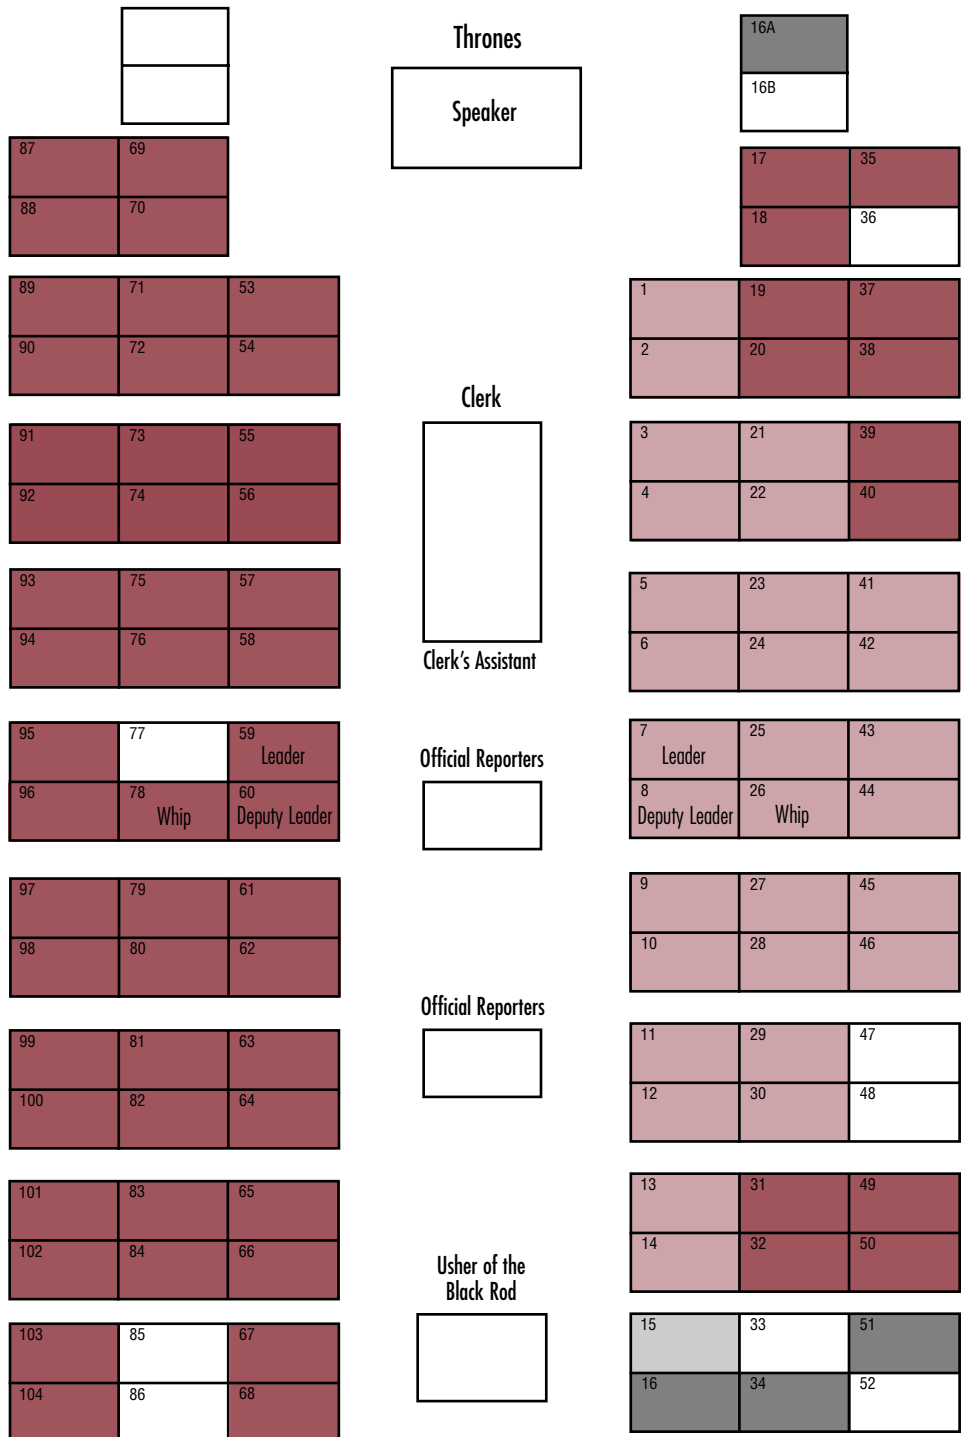 Thrones
Speaker
16A
16B
87 69
88 70
17 35
18 36
89 71 53
90 72 54
1 19 37
2 20 38
Clerk
91 73 55
92 74 56
3 21 39
4 22 40
93 75 57
94 76 58
5 23 41
6 24 42
Clerk's Assistant
95 77 59
Leader
96 78 60
Whip Deputy Leader
Official Reporters
7 25 43
Leader
8 26 44
Deputy Leader Whip
97 79 61
98 80 62
9 27 45
10 28 46
Official Reporters
99 81 63
100 82 64
11 29 47
12 30 48
101 83 65
102 84 66
13 31 49
14 32 50
Usher of the
Black Rod
103 85 67
104 86 68
15 33 51
16 34 52